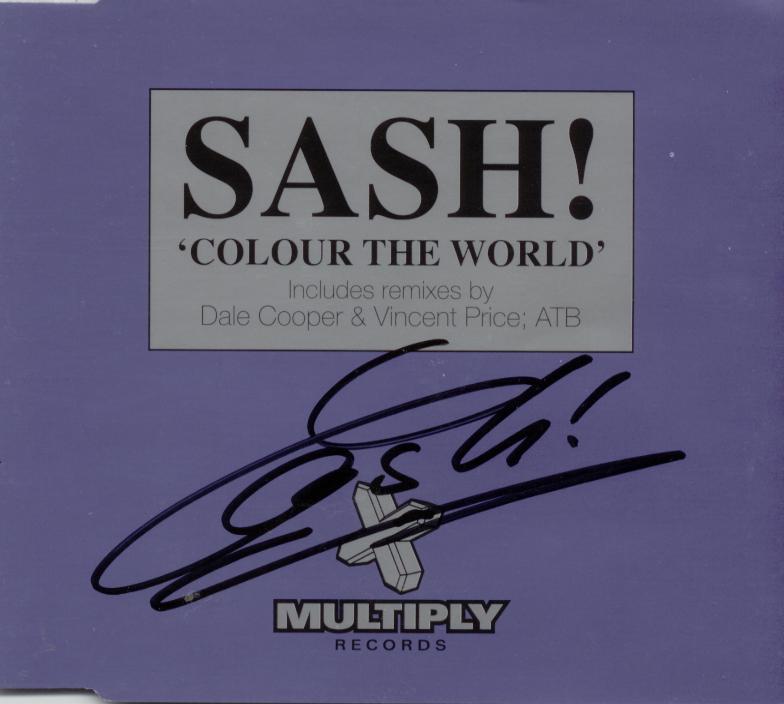 SASH!
‘COLOUR THE WORLD’
Includes remixes by
Dale Cooper & Vincent Price; ATB
Sash!
MULTIPLY
RECORDS